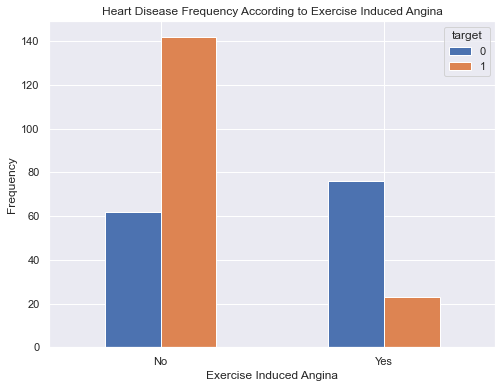 Heart Disease Frequency According to Exercise Induced Angina
target
0
1
Frequency
140
120
100
80
60
40
20
0
No
Yes
Exercise Induced Angina